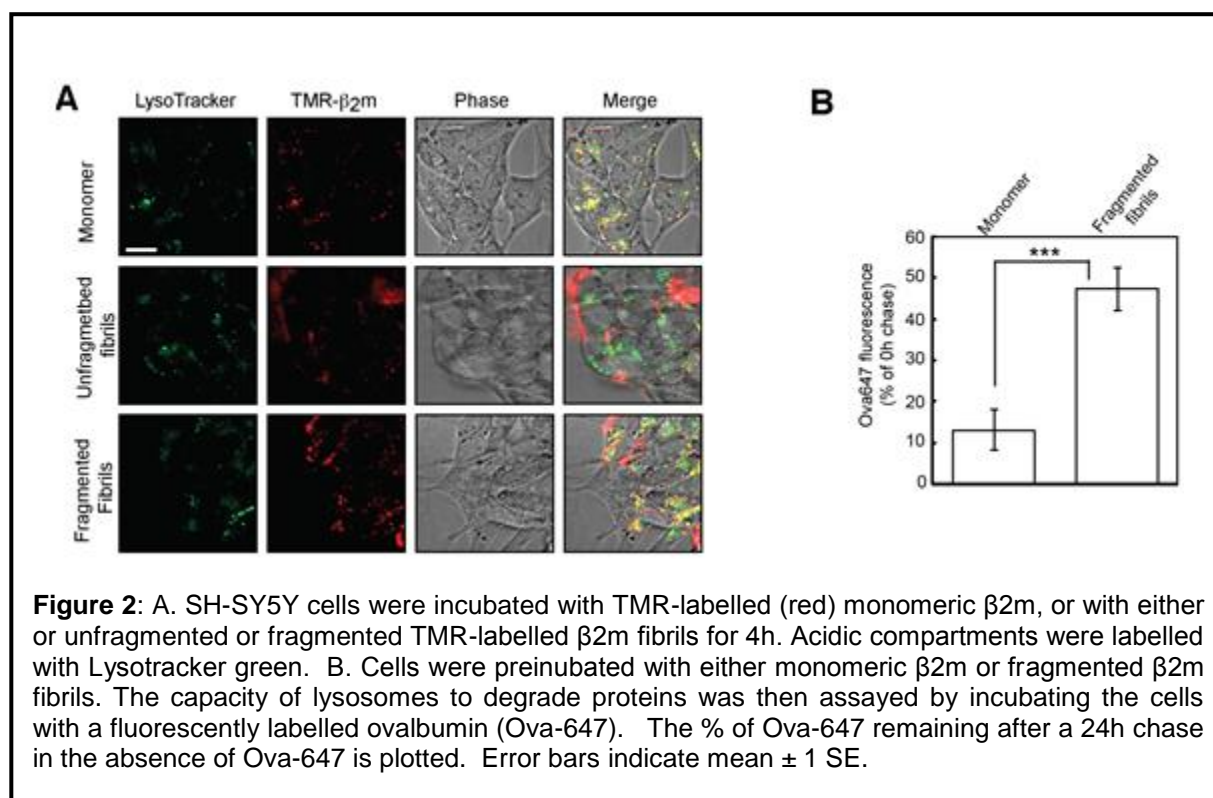 A
LysoTracker TMR-β2m Phase Merge
Monomer
Unfragmetbed
fibrils
Fragmented
Fibrils
B
Monomer
Fragmented
fibrils
***
Ova647 fluorescence
(% of 0h chase)
60
50
40
30
20
10
0
Figure 2: A. SH-SY5Y cells were incubated with TMR-labelled (red) monomeric β2m, or with either
or unfragmented or fragmented TMR-labelled β2m fibrils for 4h. Acidic compartments were labelled
with Lysotracker green. B. Cells were preinubated with either monomeric β2m or fragmented β2m
fibrils. The capacity of lysosomes to degrade proteins was then assayed by incubating the cells
with a fluorescently labelled ovalbumin (Ova-647). The % of Ova-647 remaining after a 24h chase
in the absence of Ova-647 is plotted. Error bars indicate mean ± 1 SE.